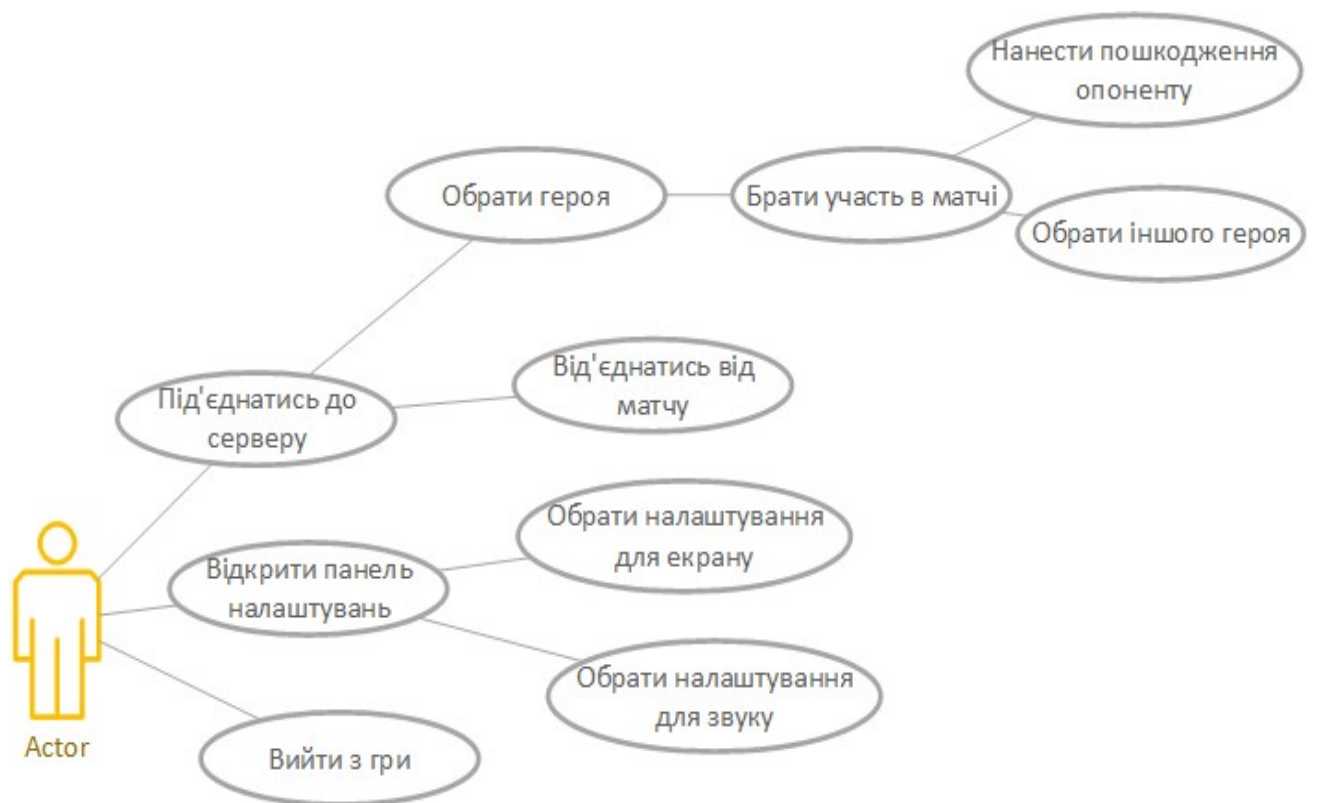 Нанести пошкодження
опоненту
Обрати героя
Брати участь в матчі
Обрати іншого героя
Від'єднатись від
матчу
Під'єднатись до
серверу
Обрати налаштування
для екрану
Відкрити панель
налаштувань
Обрати налаштування
для звуку
Actor
Вийти з гри